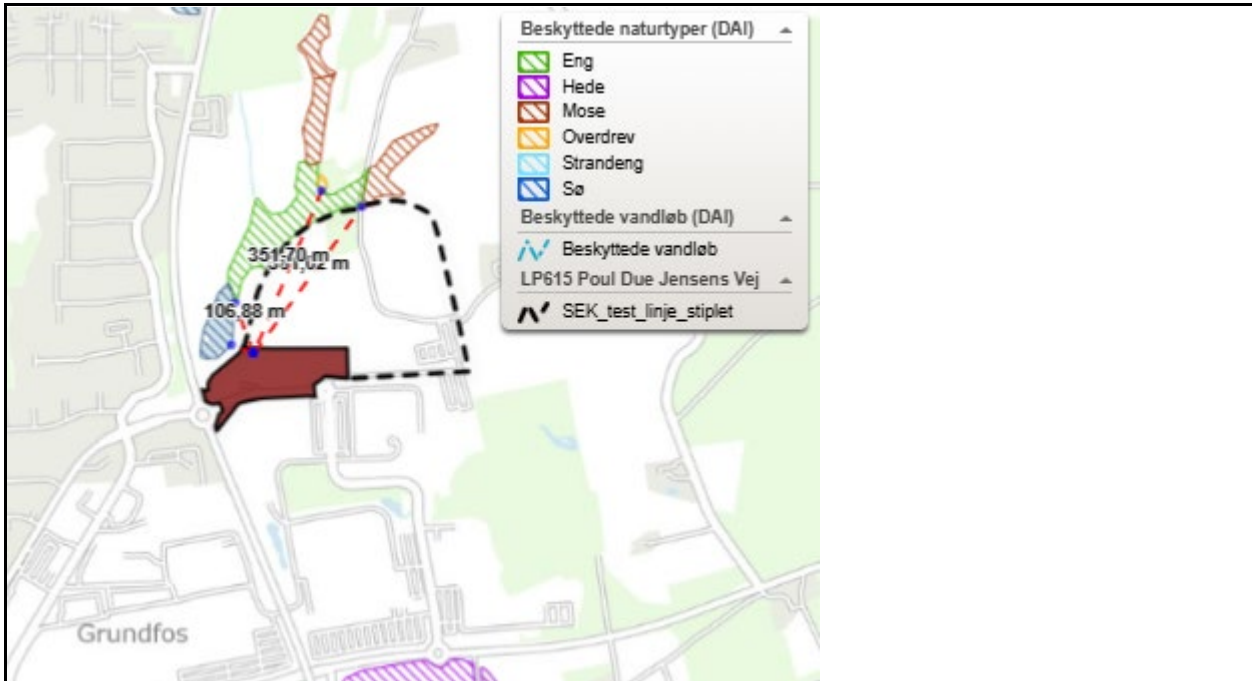 Beskyttede naturtyper (DAI)
Eng
Hede
Mose
Overdrev
Strandeng
Sø
Beskyttede vandløb (DAI)
Beskyttede vandløb
LP615 Poul Due Jensens Vej
SEK_test_linje_stiplet
351,70 m
m
106,88 m
Grundfos